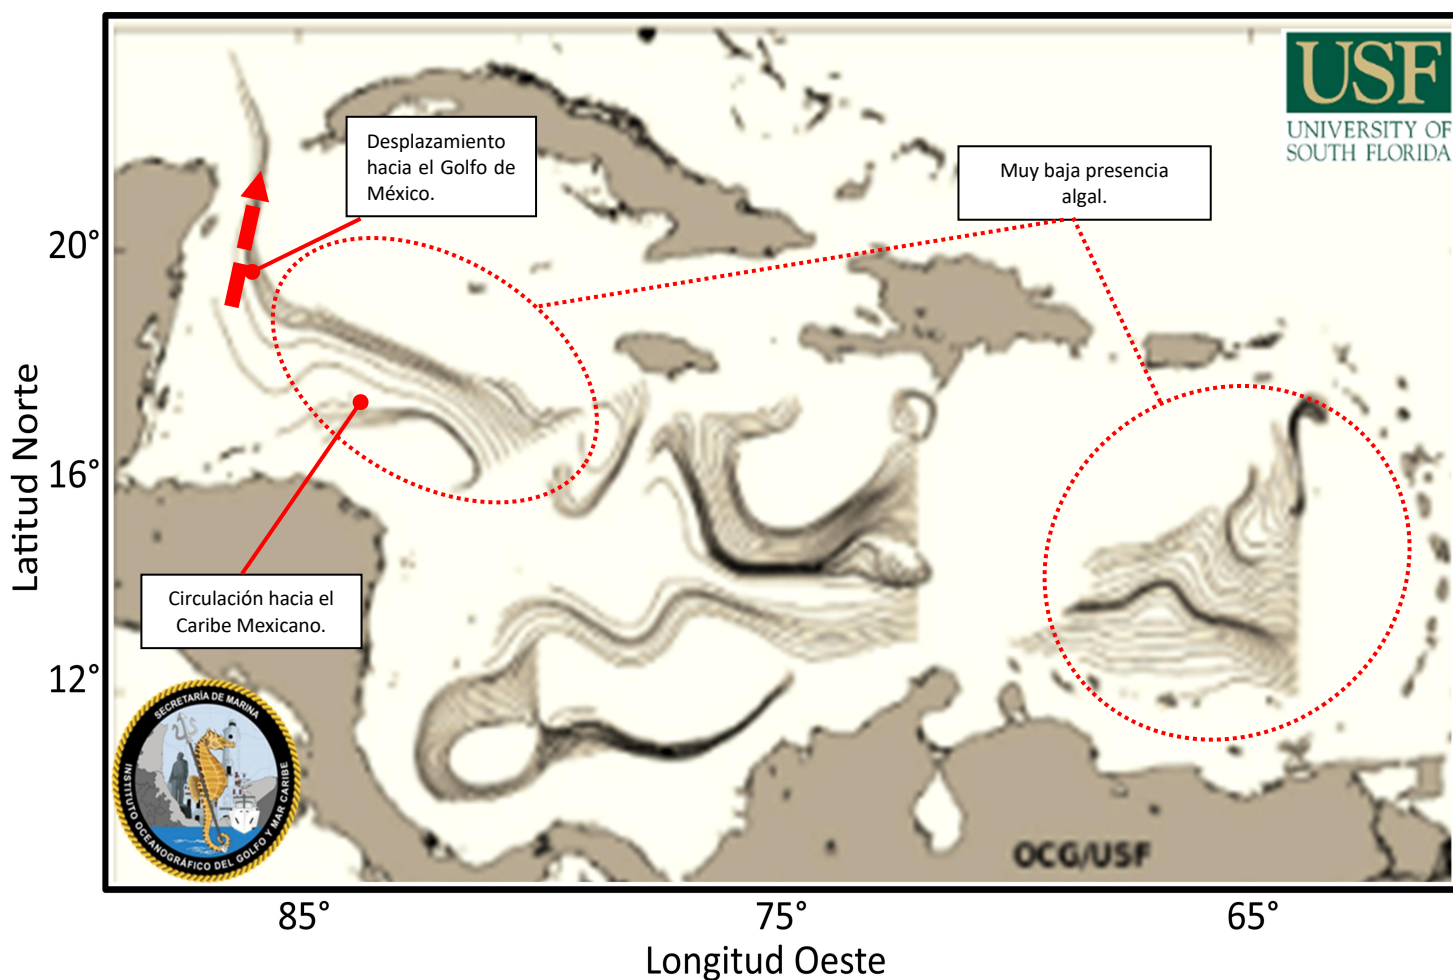 USF
UNIVERSITY OF
SOUTH FLORIDA
Desplazamiento
hacia el Golfo de
México.
Muy baja presencia
algal.
20°
16°
12°
Latitud Norte
Circulación hacia el
Caribe Mexicano.
SECRETARÍA DE MARINA
INSTITUTO OCEANOGRÁFICO DEL GOLFO Y MAR CARIBE
OCG/USF
85°
75°
65°
Longitud Oeste